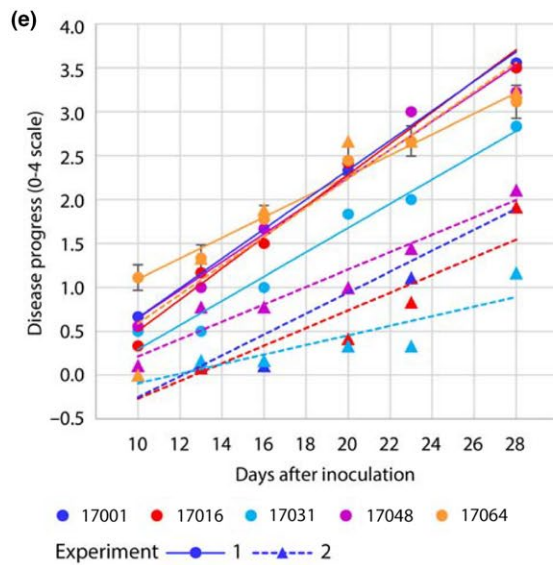 (e)
Disease progress (0-4 scale)
4.0
3.5
3.0
2.5
2.0
1.5
1.0
0.5
0.0
−0.5
10 12 14 16 18 20 22 24 26 28
Days after inoculation
17001 17016 17031 17048 17064
Experiment 1 2